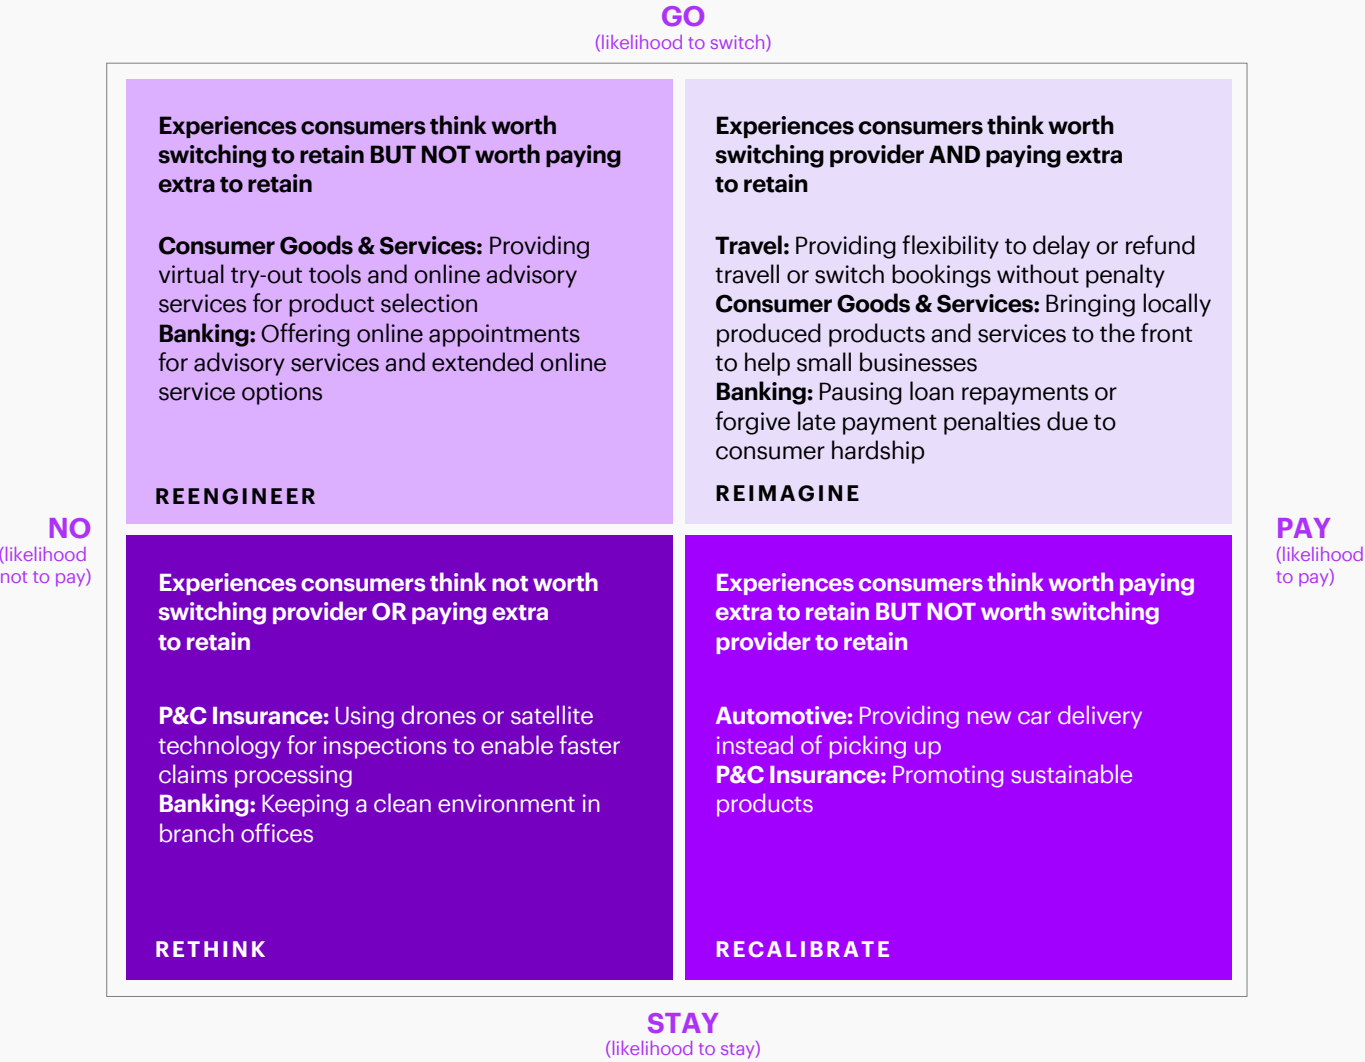 GO
(likelihood to switch)
Experiences consumers think worth
switching to retain BUT NOT worth paying
extra to retain
Consumer Goods & Services: Providing
virtual try-out tools and online advisory
services for product selection
Banking: Offering online appointments
for advisory services and extended online
service options
REENGINEER
Experiences consumers think worth
switching provider AND paying extra
to retain
Travel: Providing flexibility to delay or refund
travell or switch bookings without penalty
Consumer Goods & Services: Bringing locally
produced products and services to the front
to help small businesses
Banking: Pausing loan repayments or
forgive late payment penalties due to
consumer hardship
REIMAGINE
NO
(likelihood
not to pay)
PAY
(likelihood
to pay)
Experiences consumers think not worth
switching provider OR paying extra
to retain
P&C Insurance: Using drones or satellite
technology for inspections to enable faster
claims processing
Banking: Keeping a clean environment in
branch offices
RETHINK
Experiences consumers think worth paying
extra to retain BUT NOT worth switching
provider to retain
Automotive: Providing new car delivery
instead of picking up
P&C Insurance: Promoting sustainable
products
RECALIBRATE
STAY
(likelihood to stay)